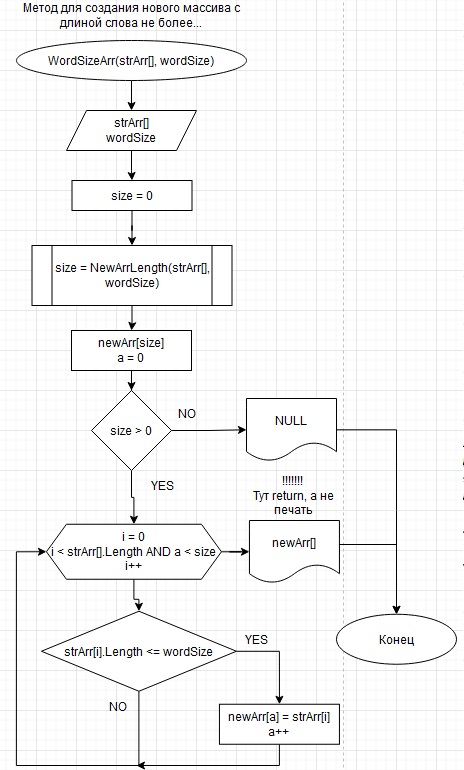 Метод для создания нового массива с
длиной слова не более...
WordSizeArr(strArr[], wordSize)
strArr[]
wordSize
size = 0
size = NewArrLength(strArr[],
wordSize)
newArr[size]
a = 0
size > 0
NO
NULL
YES
!!!!!!!
Тут return, а не
печать
i = 0
i < strArr[].Length AND a < size
i++
newArr[]
Конец
strArr[i].Length <= wordSize
YES
NO
newArr[a] = strArr[i]
a++